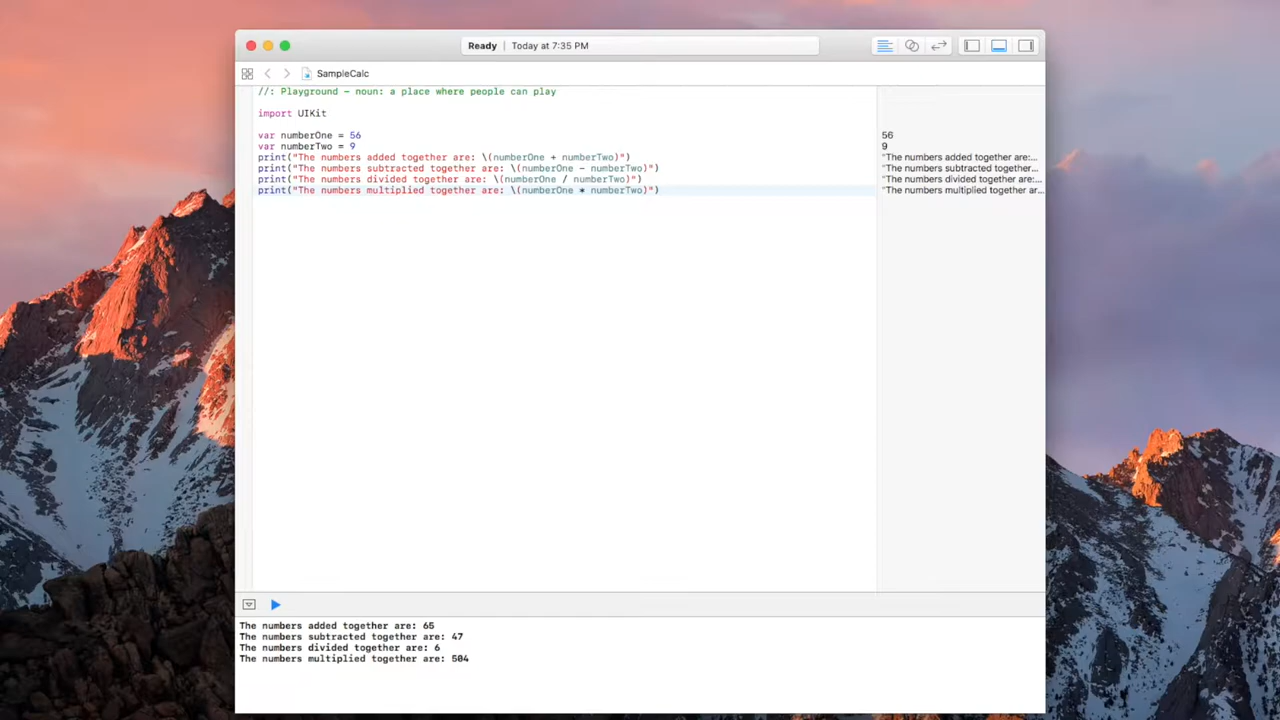 Ready | Today at 7:35 PM
SampleCalc
//: Playground - noun: a place where people can play
import UIKit
var numberOne = 56
56
var numberTwo = 9
9
print("The numbers added together are: \(numberOne + numberTwo)")
"The numbers added together are:...
print("The numbers subtracted together are: \(numberOne - numberTwo)")
"The numbers subtracted together...
print("The numbers divided together are: \(numberOne / numberTwo)")
"The numbers divided together are:...
print("The numbers multiplied together are: \(numberOne * numberTwo)")
"The numbers multiplied together ar...
The numbers added together are: 65
The numbers subtracted together are: 47
The numbers divided together are: 6
The numbers multiplied together are: 504